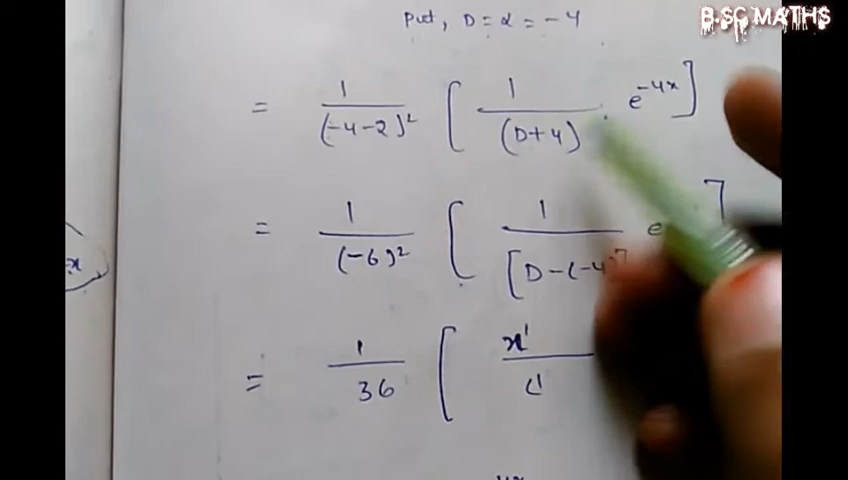 B.SC MATHS
Put, D = α = -4
= 1/(-4-2)² [ 1/(D+4) e^-4x ]
= 1/(-6)² [ 1/[D-(-4)] e ]
= 1/36 [ x¹/